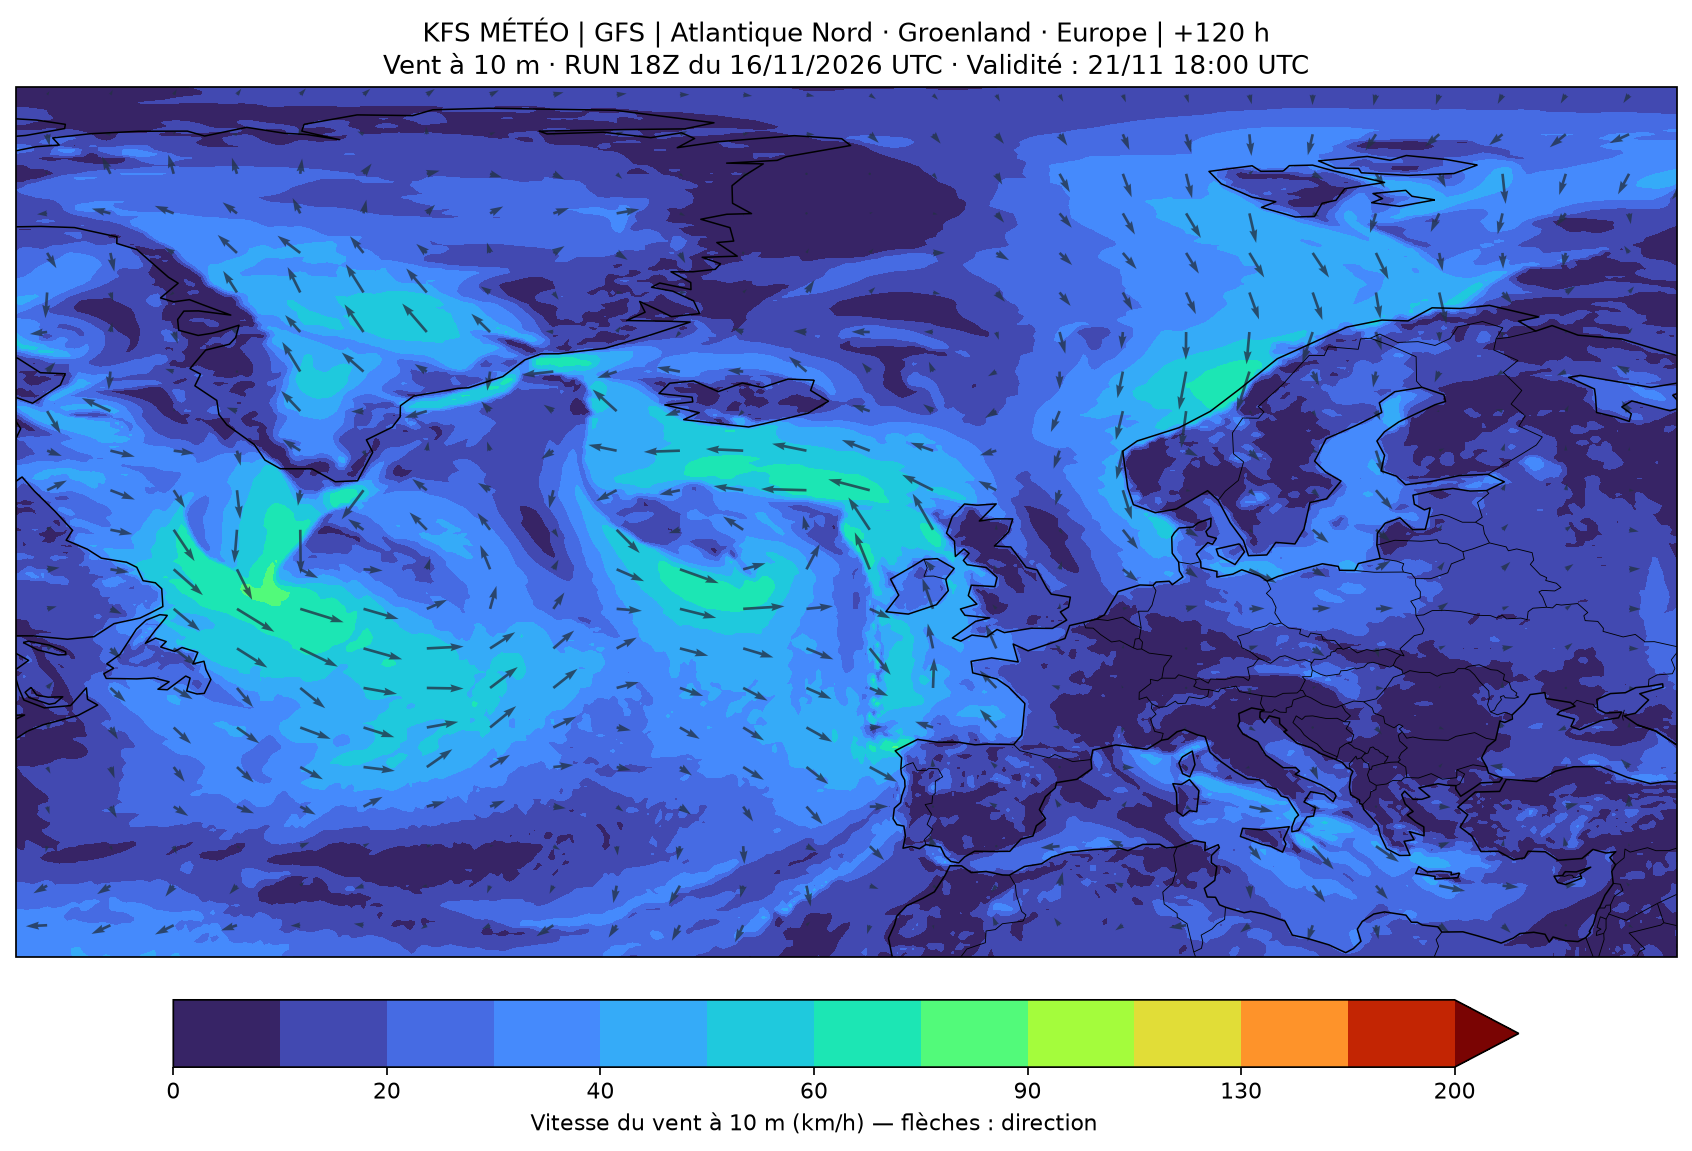 KFS MÉTÉO | GFS | Atlantique Nord · Groenland · Europe | +120 h
Vent à 10 m · RUN 18Z du 16/11/2026 UTC · Validité : 21/11 18:00 UTC
0 20 40 60 90 130 200
Vitesse du vent à 10 m (km/h) — flèches : direction